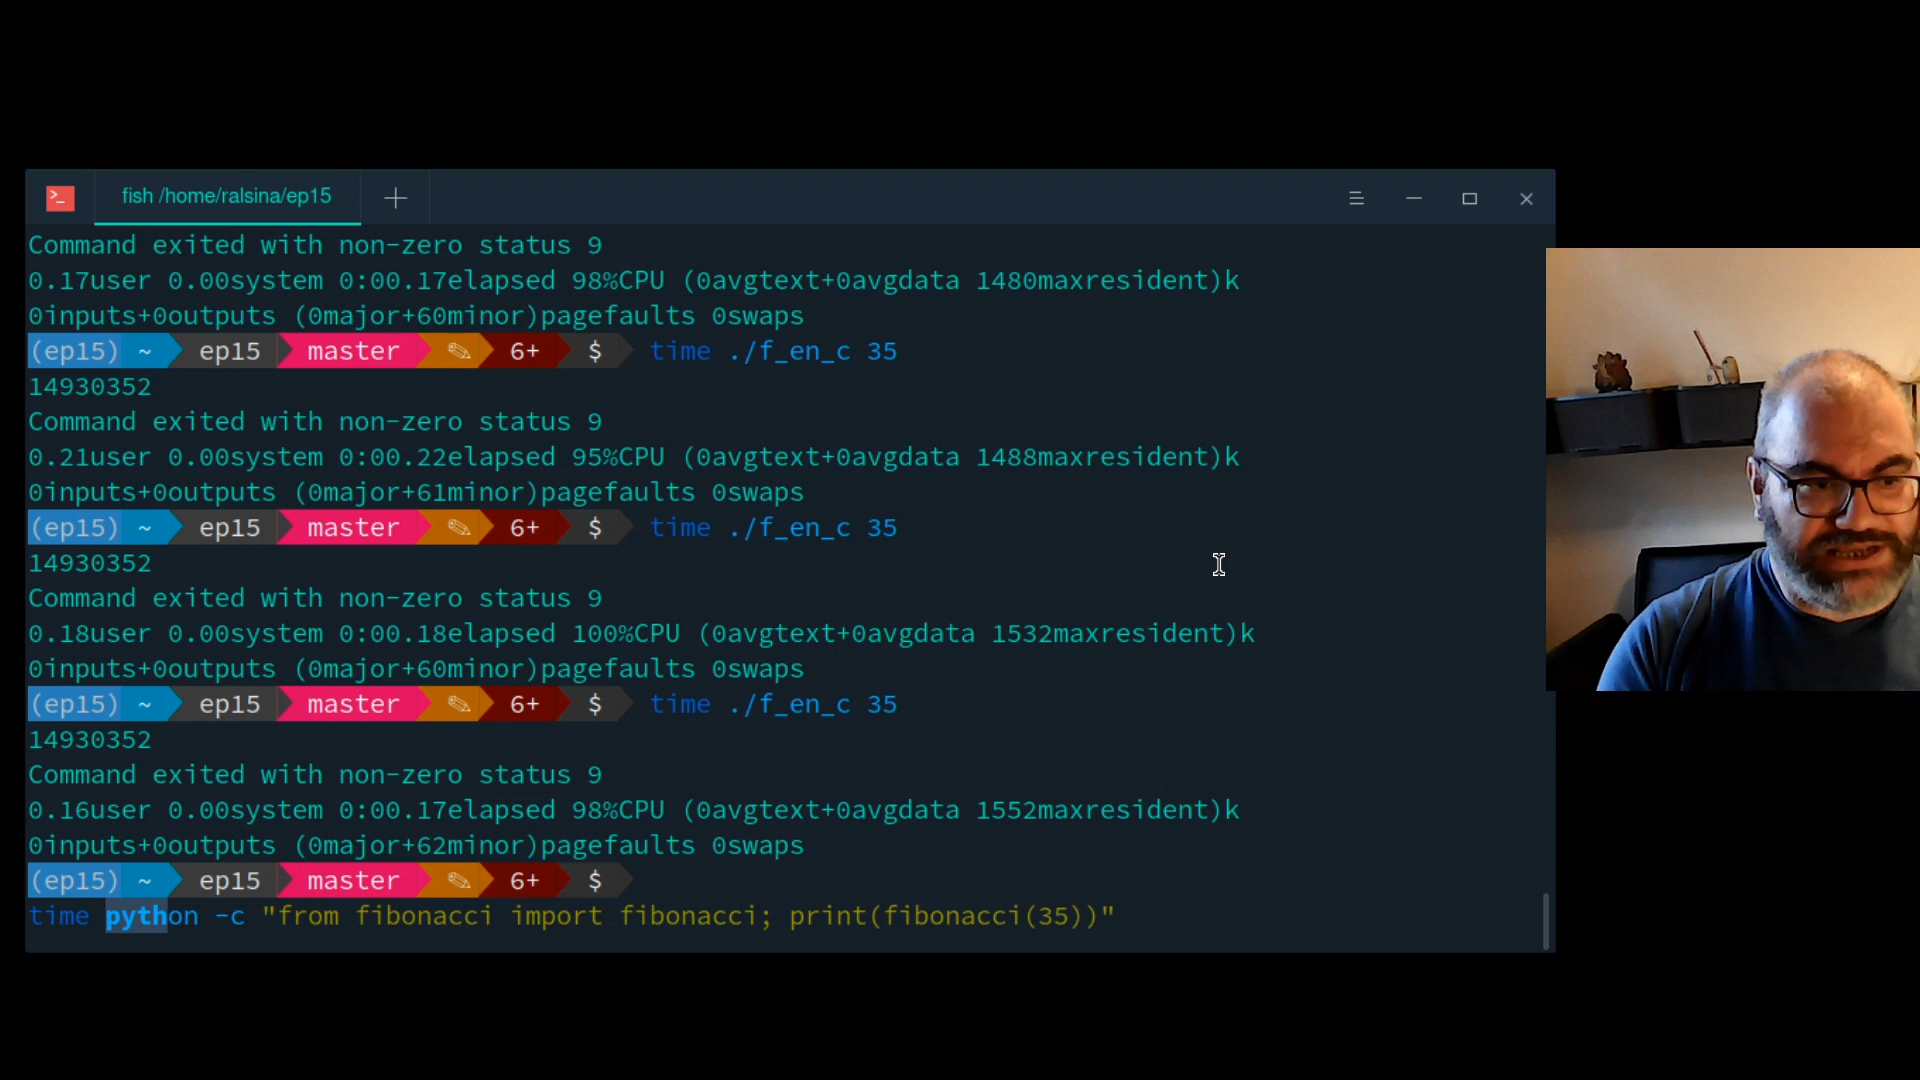 fish /home/ralsina/ep15
Command exited with non-zero status 9
0.17user 0.00system 0:00.17elapsed 98%CPU (0avgtext+0avgdata 1480maxresident)k
0inputs+0outputs (0major+60minor)pagefaults 0swaps
(ep15) ~ ep15 master ✎ 6+ $ time ./f_en_c 35
14930352
Command exited with non-zero status 9
0.21user 0.00system 0:00.22elapsed 95%CPU (0avgtext+0avgdata 1488maxresident)k
0inputs+0outputs (0major+61minor)pagefaults 0swaps
(ep15) ~ ep15 master ✎ 6+ $ time ./f_en_c 35
14930352
Command exited with non-zero status 9
0.18user 0.00system 0:00.18elapsed 100%CPU (0avgtext+0avgdata 1532maxresident)k
0inputs+0outputs (0major+60minor)pagefaults 0swaps
(ep15) ~ ep15 master ✎ 6+ $ time ./f_en_c 35
14930352
Command exited with non-zero status 9
0.16user 0.00system 0:00.17elapsed 98%CPU (0avgtext+0avgdata 1552maxresident)k
0inputs+0outputs (0major+62minor)pagefaults 0swaps
(ep15) ~ ep15 master ✎ 6+ $
time python -c "from fibonacci import fibonacci; print(fibonacci(35))"